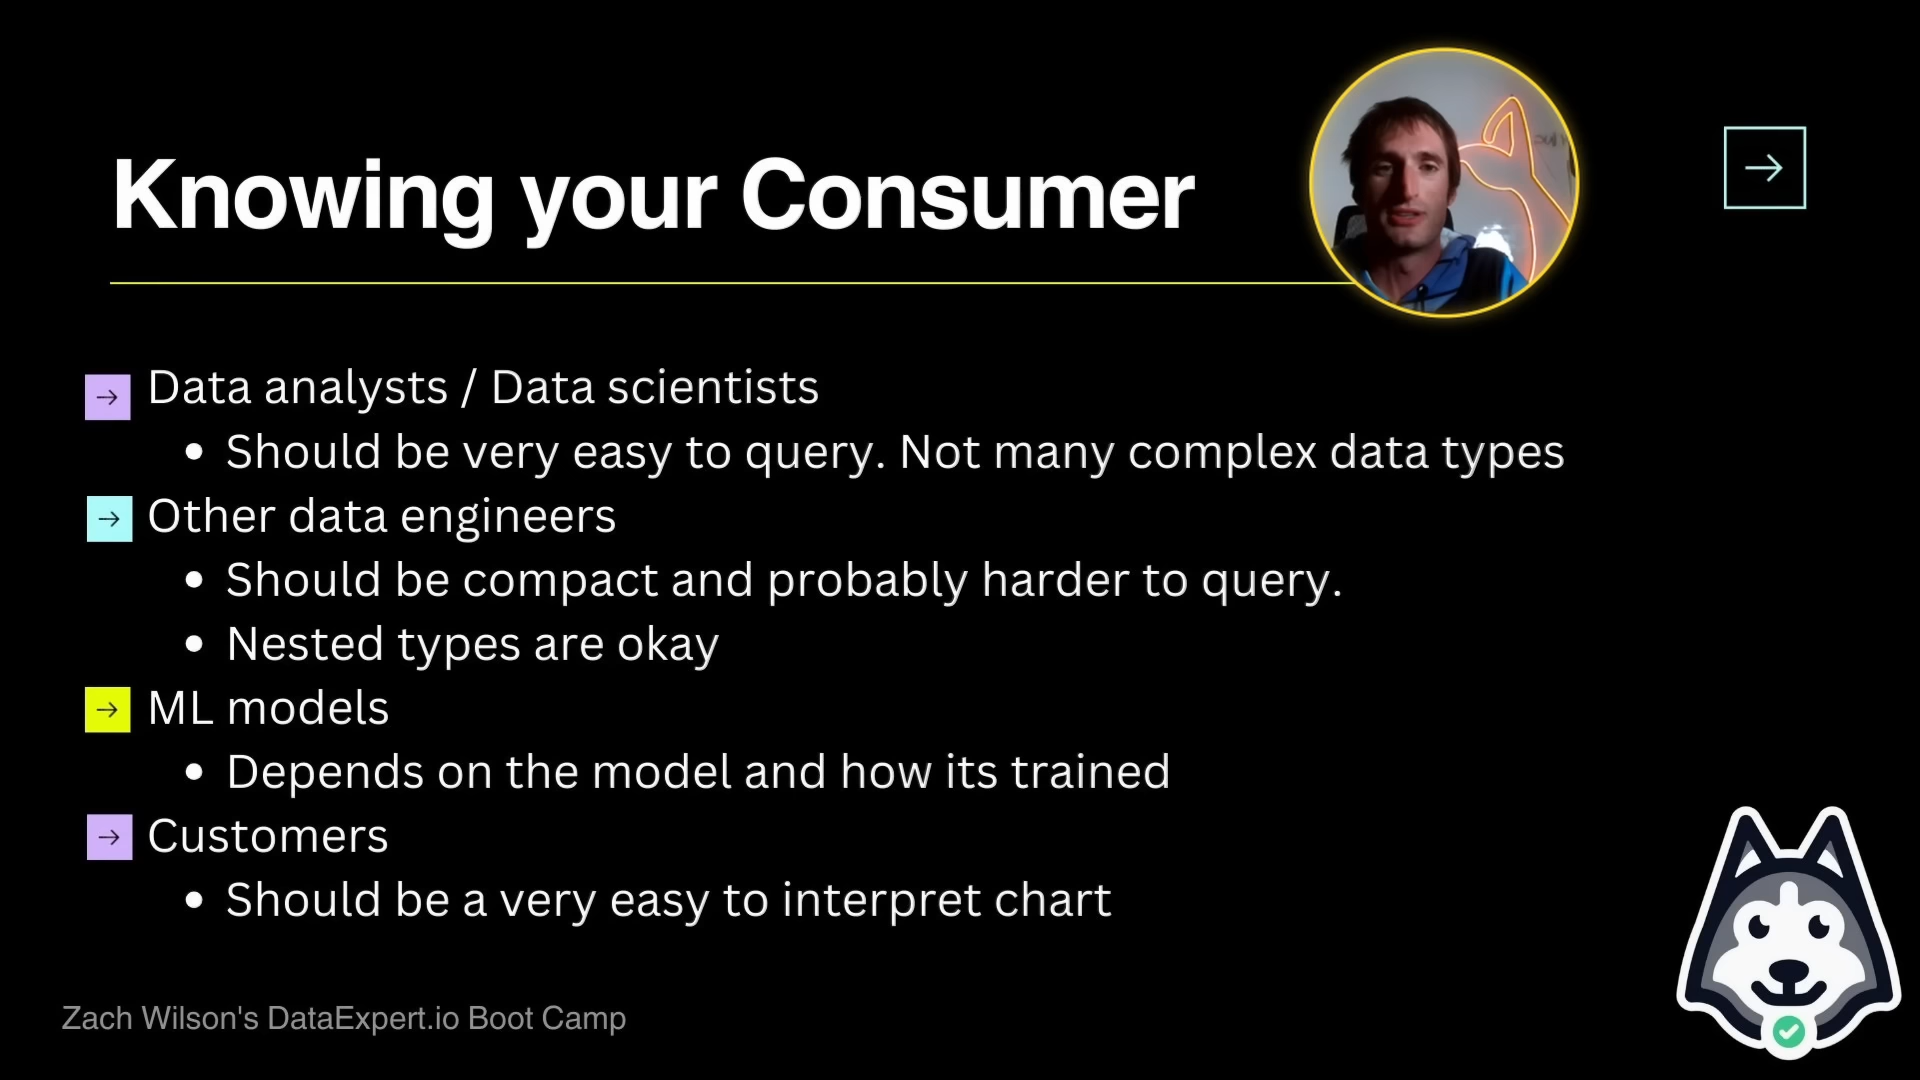 Knowing your Consumer
Data analysts / Data scientists
Should be very easy to query. Not many complex data types
Other data engineers
Should be compact and probably harder to query.
Nested types are okay
ML models
Depends on the model and how its trained
Customers
Should be a very easy to interpret chart
Zach Wilson's DataExpert.io Boot Camp